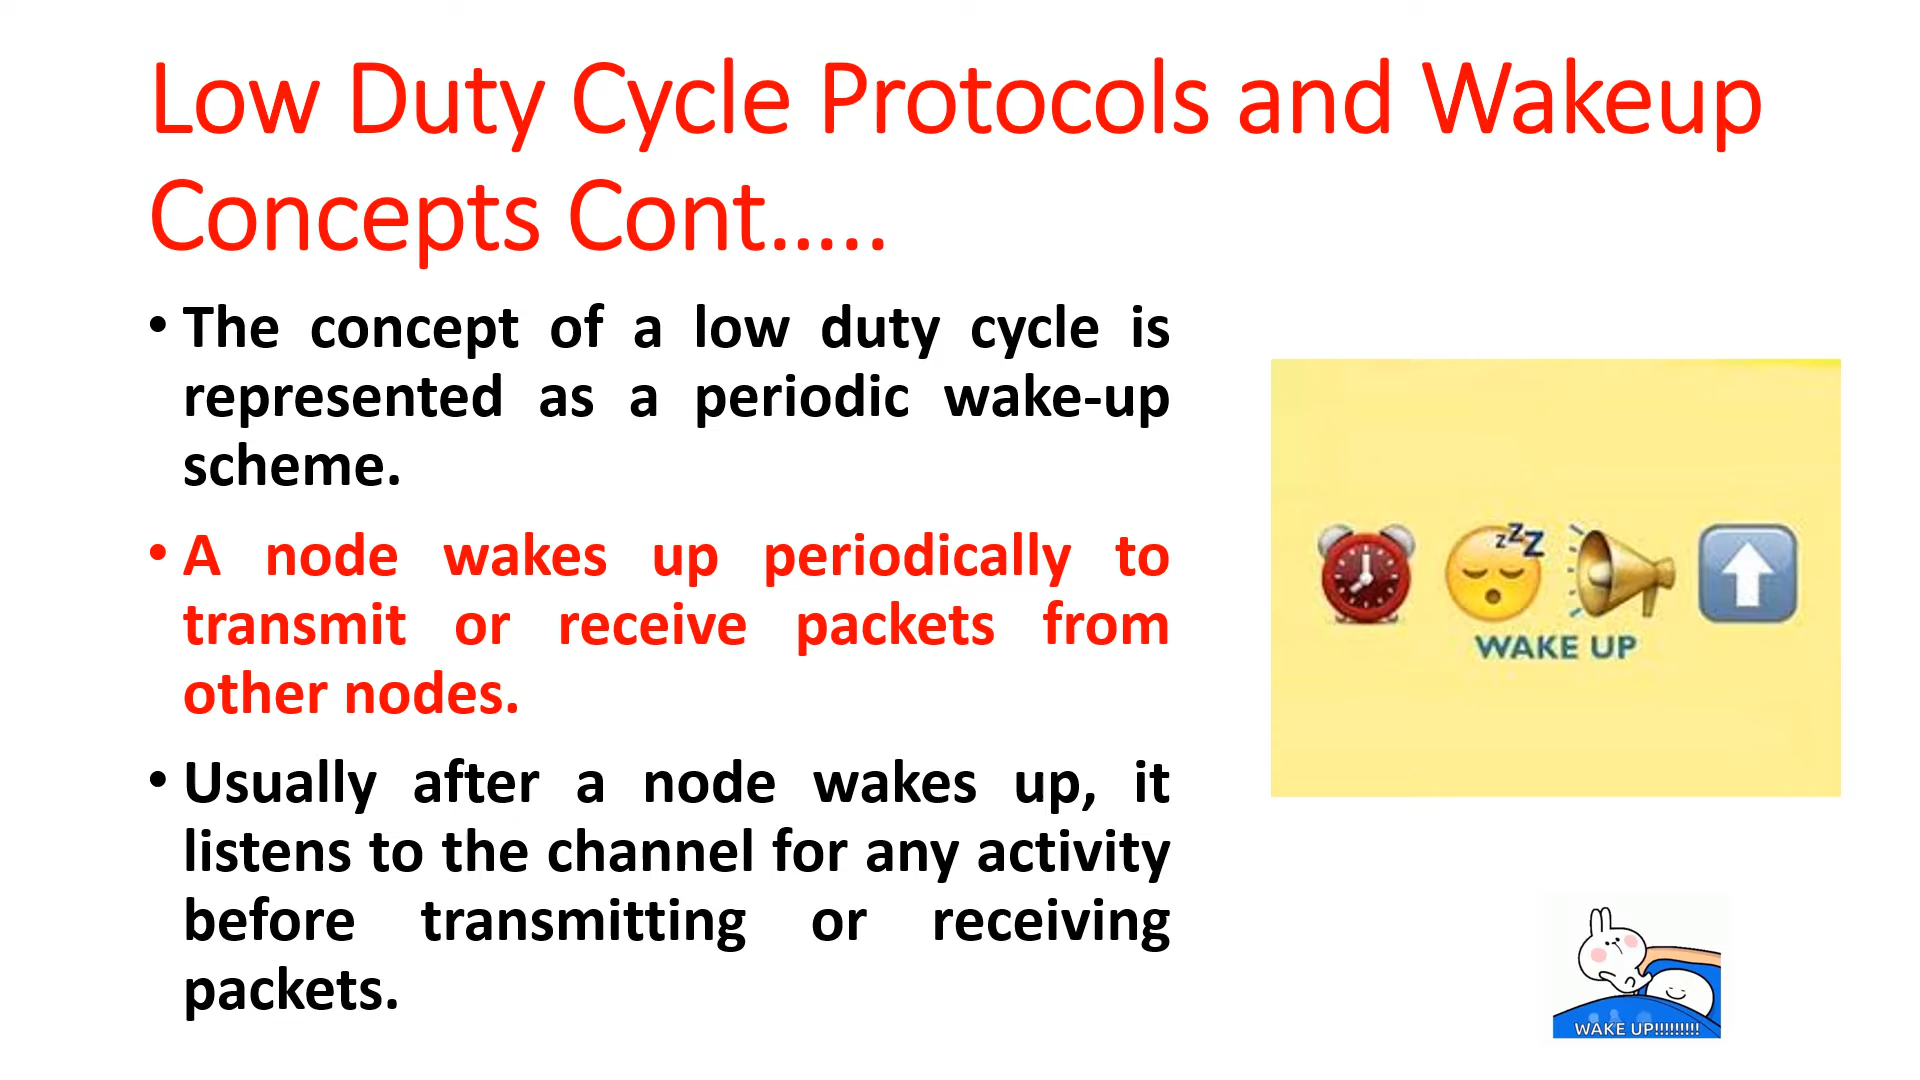 Low Duty Cycle Protocols and Wakeup
Concepts Cont.....
• The concept of a low duty cycle is
represented as a periodic wake-up
scheme.
• A node wakes up periodically to
transmit or receive packets from
other nodes.
• Usually after a node wakes up, it
listens to the channel for any activity
before transmitting or receiving
packets.
zzZ
WAKE UP
WAKE UP!!!!!!!!!